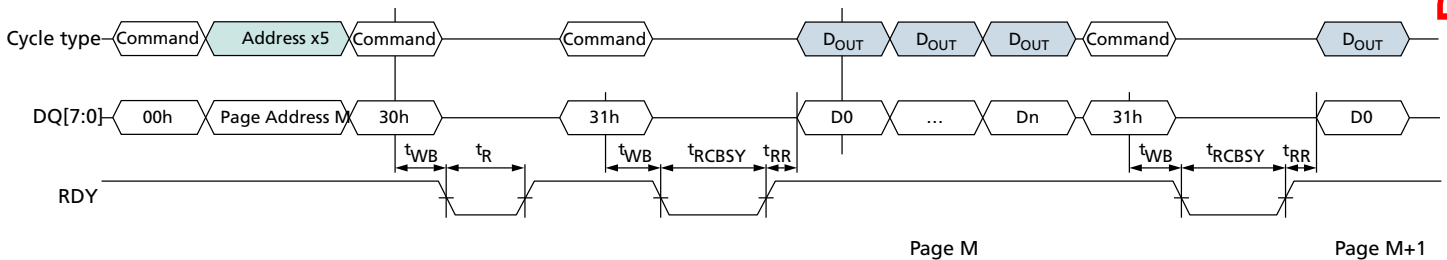 Cycle type Command Address x5 Command Command DOUT DOUT DOUT Command DOUT
DQ[7:0] 00h Page Address M 30h 31h D0 … Dn 31h D0
tWB tR tWB tRCBSY tRR tWB tRCBSY tRR
RDY
Page M Page M+1